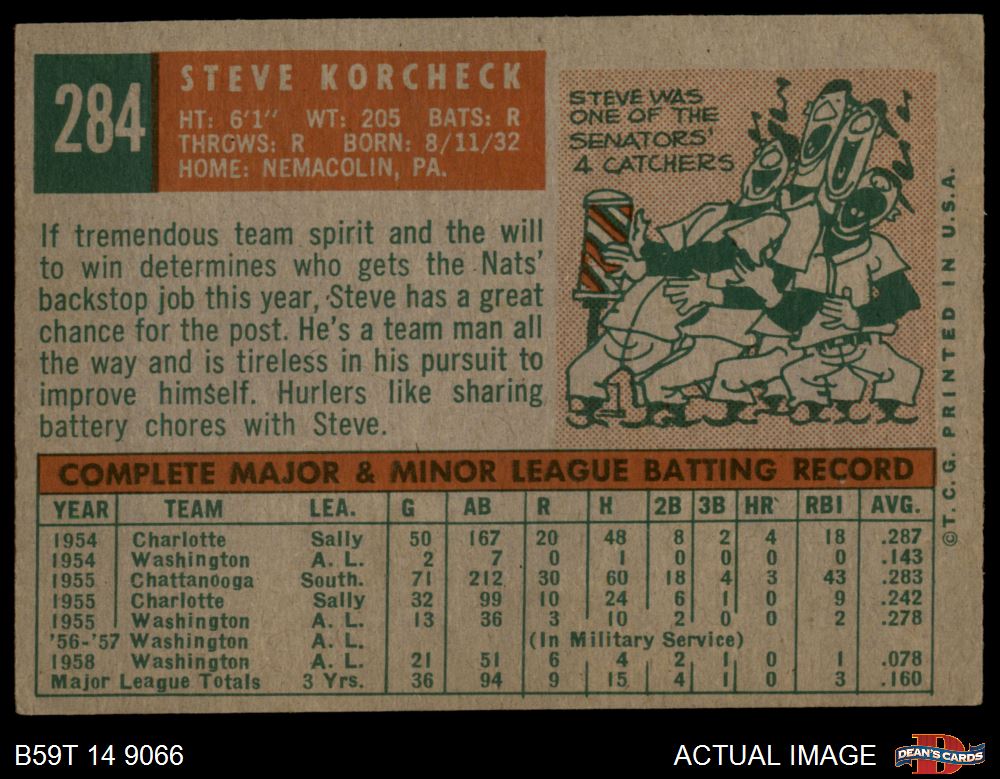 284
STEVE KORCHECK
HT: 6'1" WT: 205 BATS: R
THROWS: R BORN: 8/11/32
HOME: NEMACOLIN, PA.
STEVE WAS
ONE OF THE
SENATORS'
4 CATCHERS
If tremendous team spirit and the will
to win determines who gets the Nats'
backstop job this year, Steve has a great
chance for the post. He's a team man all
the way and is tireless in his pursuit to
improve himself. Hurlers like sharing
battery chores with Steve.
©T. C. G. PRINTED IN U.S.A.
COMPLETE MAJOR & MINOR LEAGUE BATTING RECORD
YEAR TEAM LEA. G AB R H 2B 3B HR RBI AVG.
1954 Charlotte Sally 50 167 20 48 8 2 4 18 .287
1954 Washington A. L. 2 7 0 1 0 0 0 0 .143
1955 Chattanooga South. 71 212 30 60 18 4 3 43 .283
1955 Charlotte Sally 32 99 10 24 6 1 0 9 .242
1955 Washington A. L. 13 36 3 10 2 0 0 2 .278
'56-'57 Washington A. L. (In Military Service)
1958 Washington A. L. 21 51 6 4 2 1 0 1 .078
Major League Totals 3 Yrs. 36 94 9 15 4 1 0 3 .160
B59T 14 9066
ACTUAL IMAGE
DEAN'S CARDS